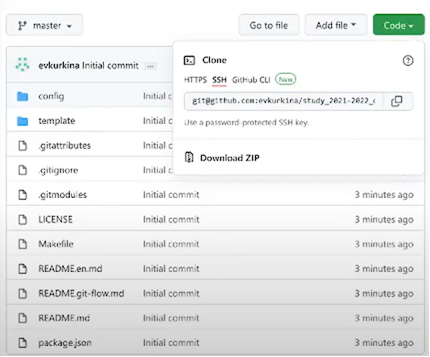 master
Go to file
Add file
Code
evkurkina Initial commit ...
Clone
HTTPS SSH GitHub CLI New
git@github.com:evkurkina/study_2021-2022_
Use a password-protected SSH key.
Download ZIP
config Initial c
template Initial c
.gitattributes Initial c
.gitignore Initial c
.gitmodules Initial commit 3 minutes ago
LICENSE Initial commit 3 minutes ago
Makefile Initial commit 3 minutes ago
README.en.md Initial commit 3 minutes ago
README.git-flow.md Initial commit 3 minutes ago
README.md Initial commit 3 minutes ago
package.json Initial commit 3 minutes ago